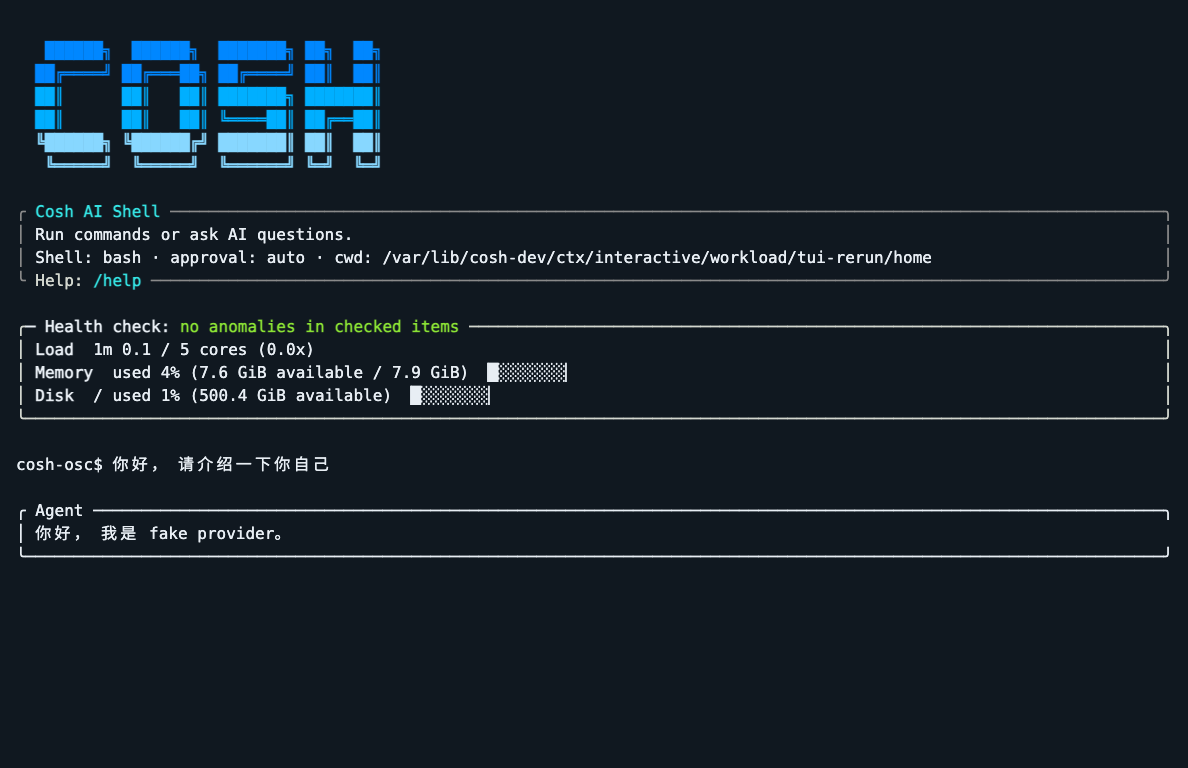 COSH
Cosh AI Shell
Run commands or ask AI questions.
Shell: bash · approval: auto · cwd: /var/lib/cosh-dev/ctx/interactive/workload/tui-rerun/home
Help: /help
Health check: no anomalies in checked items
Load  1m 0.1 / 5 cores (0.0x)
Memory  used 4% (7.6 GiB available / 7.9 GiB)
Disk  / used 1% (500.4 GiB available)
cosh-osc$ 你好， 请介绍一下你自己
Agent
你好， 我是 fake provider。